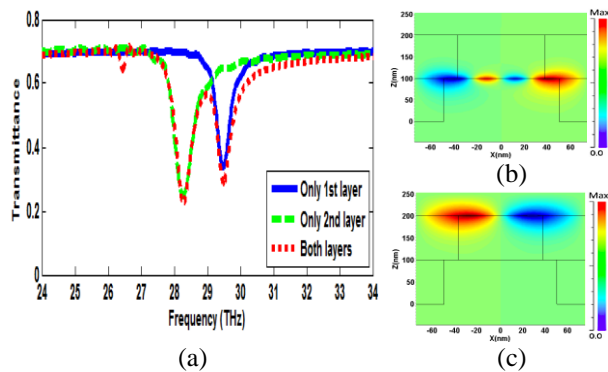 0.8
0.6
0.4
0.2
0
24 25 26 27 28 29 30 31 32 33 34
Transmittance
Frequency (THz)
Only 1st layer
Only 2nd layer
Both layers
(a)
250
200
150
100
50
0
-60 -40 -20 0 20 40 60
Z(nm)
X(nm)
Max
0.0
(b)
250
200
150
100
50
0
-60 -40 -20 0 20 40 60
Z(nm)
X(nm)
Max
0.0
(c)